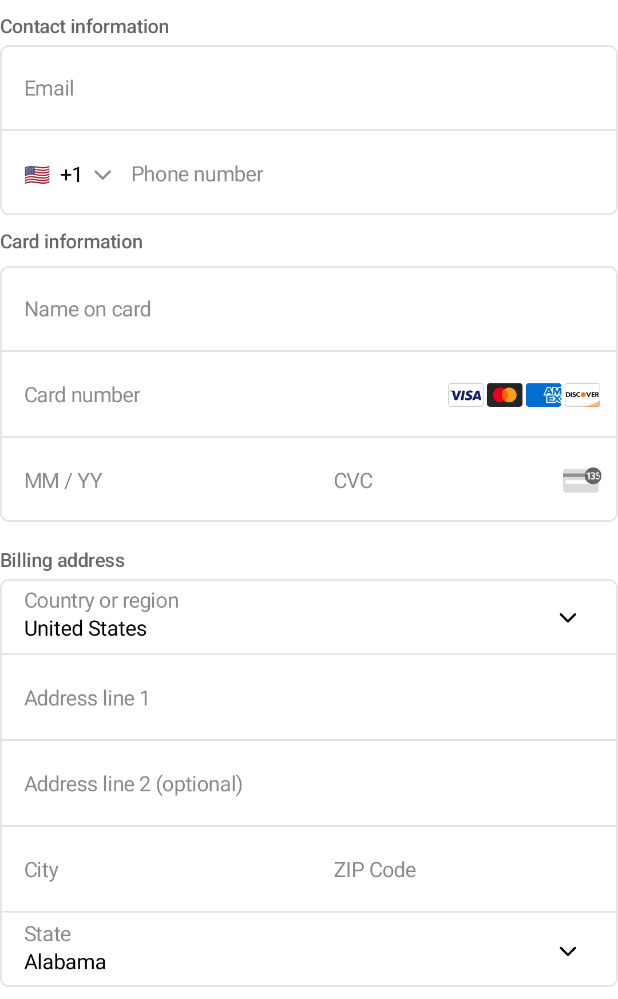 Contact information
Email
+1 Phone number
Card information
Name on card
Card number VISA AM EX DISCOVER
MM / YY CVC 135
Billing address
Country or region
United States
Address line 1
Address line 2 (optional)
City ZIP Code
State
Alabama